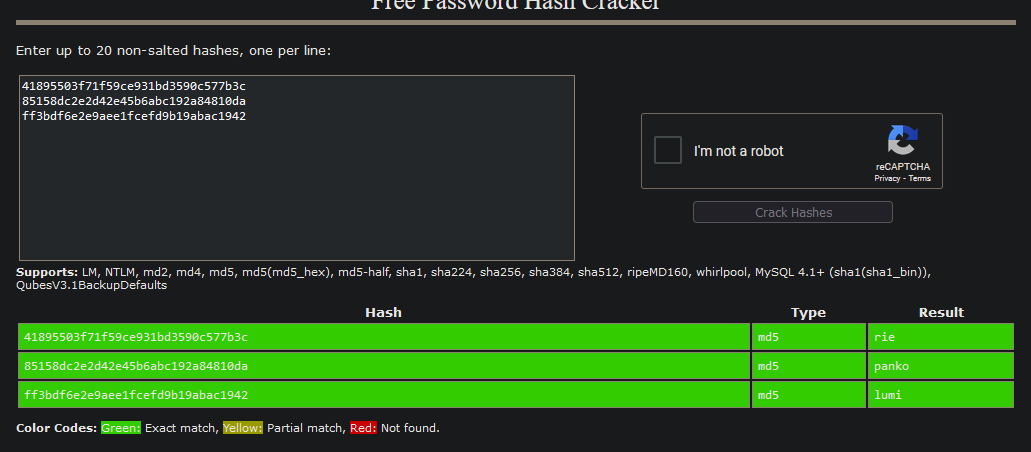 Free Password Hash Cracker
Enter up to 20 non-salted hashes, one per line:
41895503f71f59ce931bd3590c577b3c
85158dc2e2d42e45b6abc192a84810da
ff3bdf6e2e9aee1fcefd9b19abac1942
I'm not a robot
reCAPTCHA
Privacy - Terms
Crack Hashes
Supports: LM, NTLM, md2, md4, md5, md5(md5_hex), md5-half, sha1, sha224, sha256, sha384, sha512, ripeMD160, whirlpool, MySQL 4.1+ (sha1(sha1_bin)),
QubesV3.1BackupDefaults
Hash Type Result
41895503f71f59ce931bd3590c577b3c md5 rie
85158dc2e2d42e45b6abc192a84810da md5 panko
ff3bdf6e2e9aee1fcefd9b19abac1942 md5 lumi
Color Codes: Green: Exact match, Yellow: Partial match, Red: Not found.